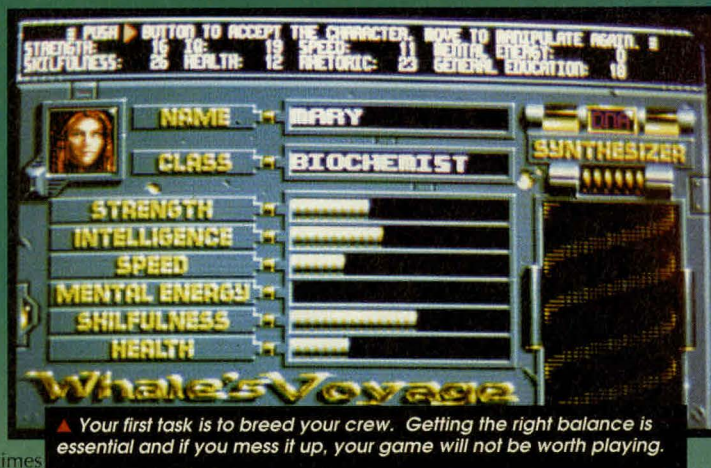 PUSH BUTTON TO ACCEPT THE CHARACTER, MOVE TO MANIPULATE AGAIN.
STRENGTH: 16 IQ: 19 SPEED: 11 MENTAL ENERGY: 0
SKILFULNESS: 26 HEALTH: 12 RHETORIC: 23 GENERAL EDUCATION: 18
NAME MARY
DNA
CLASS BIOCHEMIST
SYNTHESIZER
STRENGTH
INTELLIGENCE
SPEED
MENTAL ENERGY
SKILFULNESS
HEALTH
Whale's Voyage
Your first task is to breed your crew. Getting the right balance is
essential and if you mess it up, your game will not be worth playing.
imes